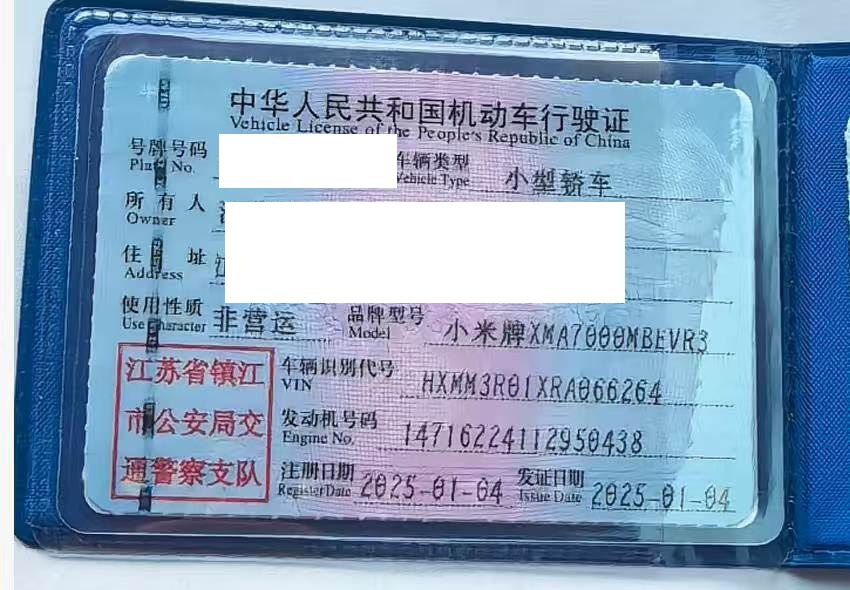 中华人民共和国机动车行驶证
Vehicle License of the People's Republic of China
号牌号码 车辆类型 小型轿车
Plate No. Vehicle Type
所有人
Owner
住址
Address
使用性质 非营运 品牌型号 小米牌XMA7000MBEVR3
Use Character Model
江苏省镇江
市公安局交
通警察支队
车辆识别代号 HXMM3R01XRA066264
VIN
发动机号码 14716224112950438
Engine No.
注册日期 2025-01-04 发证日期 2025-01-04
Register Date Issue Date